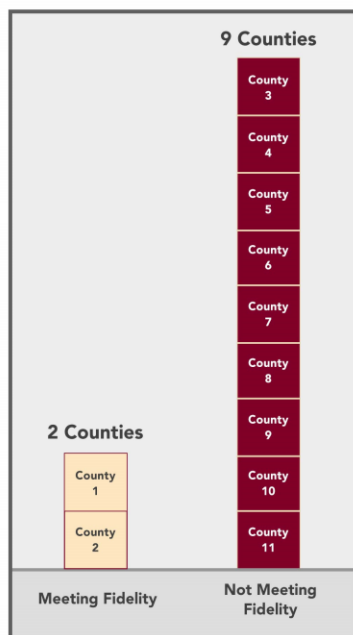 9 Counties
County
3
County
4
County
5
County
6
County
7
County
8
County
9
County
10
County
11
2 Counties
County
1
County
2
Meeting Fidelity
Not Meeting
Fidelity